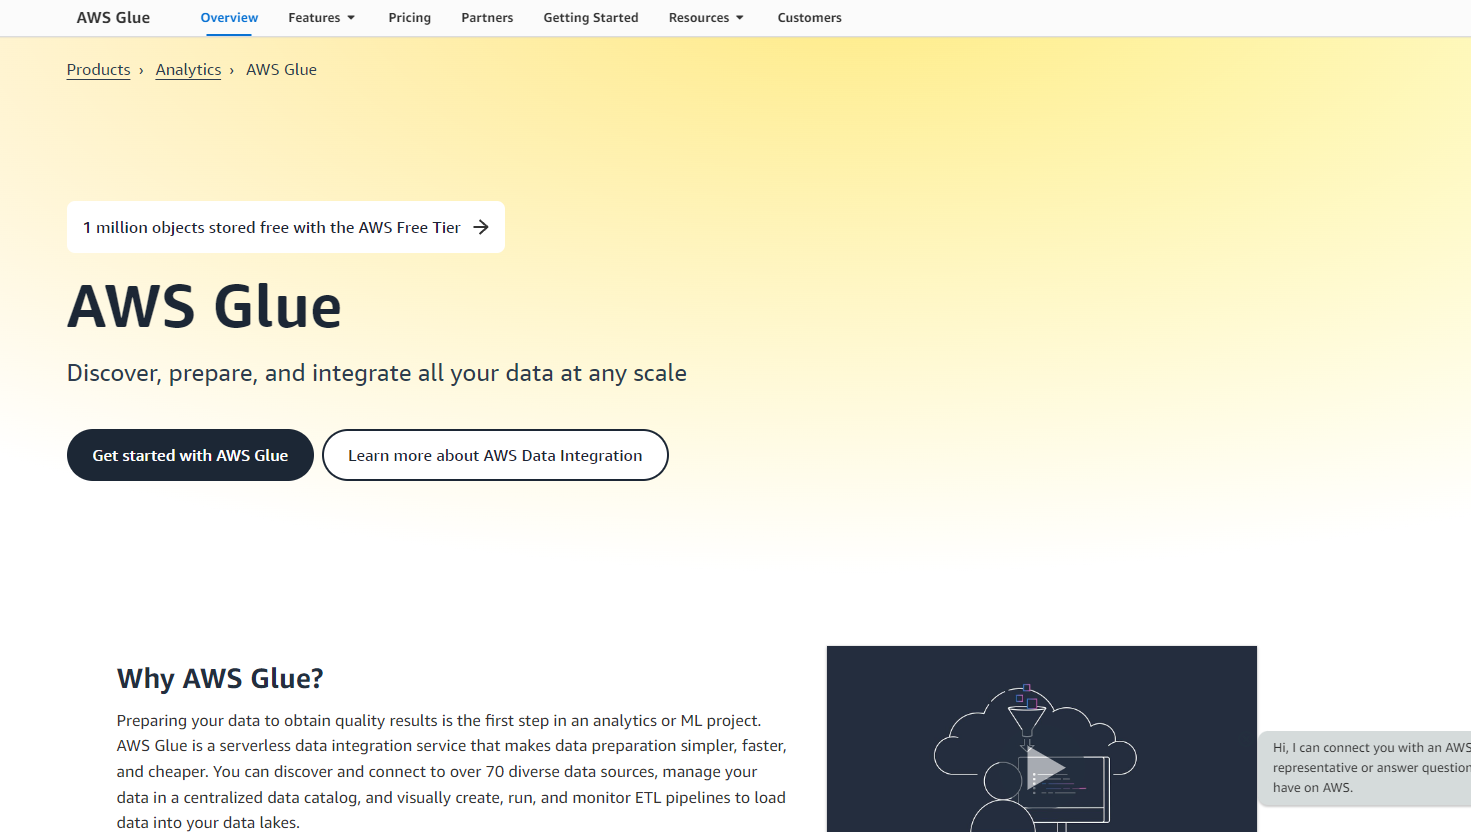 AWS Glue Overview Features Pricing Partners Getting Started Resources Customers
Products › Analytics › AWS Glue
1 million objects stored free with the AWS Free Tier
AWS Glue
Discover, prepare, and integrate all your data at any scale
Get started with AWS Glue Learn more about AWS Data Integration
Why AWS Glue?
Preparing your data to obtain quality results is the first step in an analytics or ML project.
AWS Glue is a serverless data integration service that makes data preparation simpler, faster,
and cheaper. You can discover and connect to over 70 diverse data sources, manage your
data in a centralized data catalog, and visually create, run, and monitor ETL pipelines to load
data into your data lakes.
Hi, I can connect you with an AWS
representative or answer question
have on AWS.